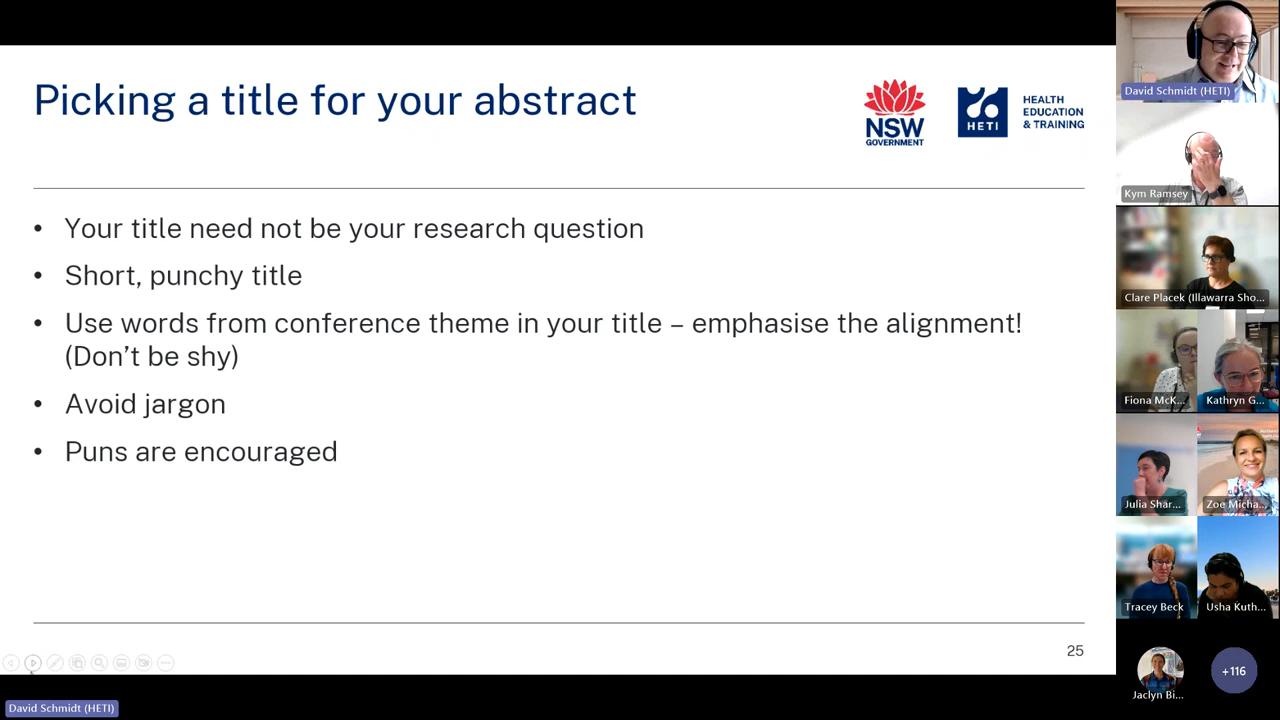 Picking a title for your abstract
NSW
GOVERNMENT
HETI
HEALTH
EDUCATION
& TRAINING
• Your title need not be your research question
• Short, punchy title
• Use words from conference theme in your title – emphasise the alignment!
(Don't be shy)
• Avoid jargon
• Puns are encouraged
25
David Schmidt (HETI)
David Schmidt (HETI)
Kym Ramsey
Clare Placek (Illawarra Sho...
Fiona McK...
Kathryn G...
Julia Shar...
Zoe Micha...
Tracey Beck
Usha Kuth...
Jaclyn Bi...
+116